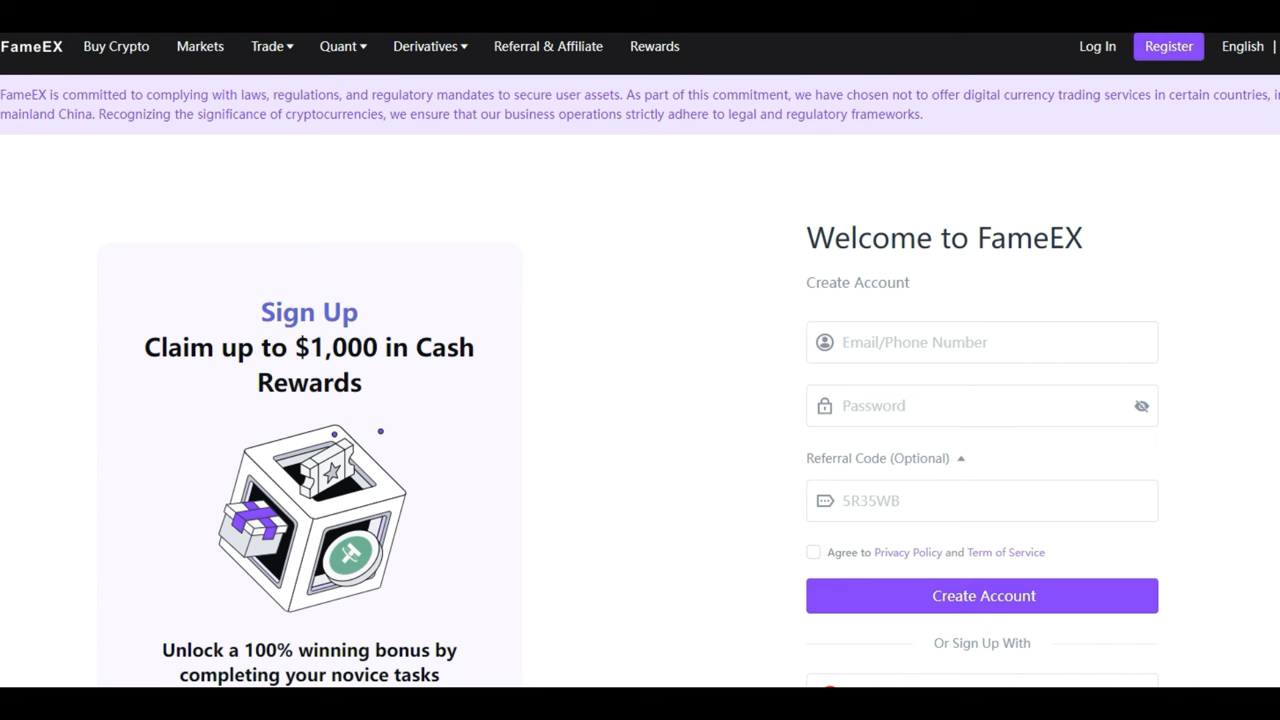 FameEX Buy Crypto Markets Trade Quant Derivatives Referral & Affiliate Rewards Log In Register English |
FameEX is committed to complying with laws, regulations, and regulatory mandates to secure user assets. As part of this commitment, we have chosen not to offer digital currency trading services in certain countries,
mainland China. Recognizing the significance of cryptocurrencies, we ensure that our business operations strictly adhere to legal and regulatory frameworks.
Welcome to FameEX
Create Account
Email/Phone Number
Password
Referral Code (Optional)
5R35WB
Agree to Privacy Policy and Term of Service
Create Account
Or Sign Up With
Sign Up
Claim up to $1,000 in Cash
Rewards
Unlock a 100% winning bonus by
completing your novice tasks